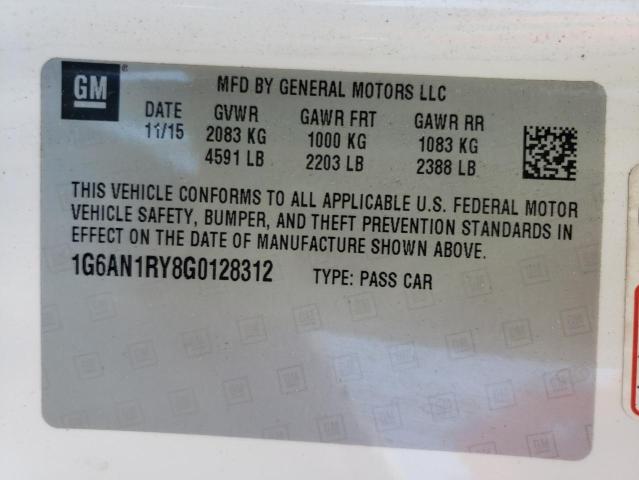 GM ®
MFD BY GENERAL MOTORS LLC
DATE GVWR GAWR FRT GAWR RR
11/15 2083 KG 1000 KG 1083 KG
4591 LB 2203 LB 2388 LB
THIS VEHICLE CONFORMS TO ALL APPLICABLE U.S. FEDERAL MOTOR
VEHICLE SAFETY, BUMPER, AND THEFT PREVENTION STANDARDS IN
EFFECT ON THE DATE OF MANUFACTURE SHOWN ABOVE.
1G6AN1RY8G0128312 TYPE: PASS CAR